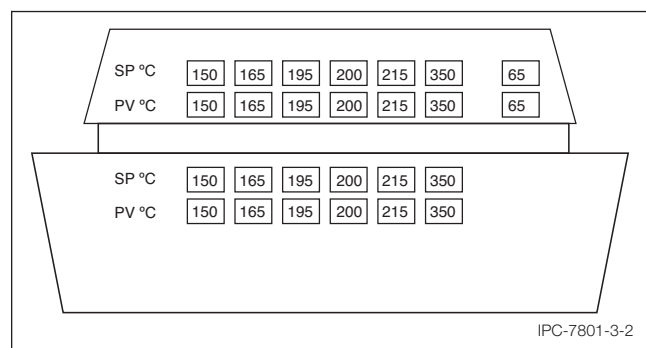 SP ºC 150 165 195 200 215 350 65
PV ºC 150 165 195 200 215 350 65
SP ºC 150 165 195 200 215 350
PV ºC 150 165 195 200 215 350
IPC-7801-3-2